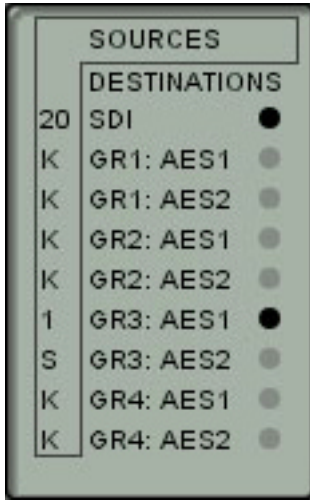 SOURCES
DESTINATIONS
20 SDI
K GR1: AES1
K GR1: AES2
K GR2: AES1
K GR2: AES2
1 GR3: AES1
S GR3: AES2
K GR4: AES1
K GR4: AES2